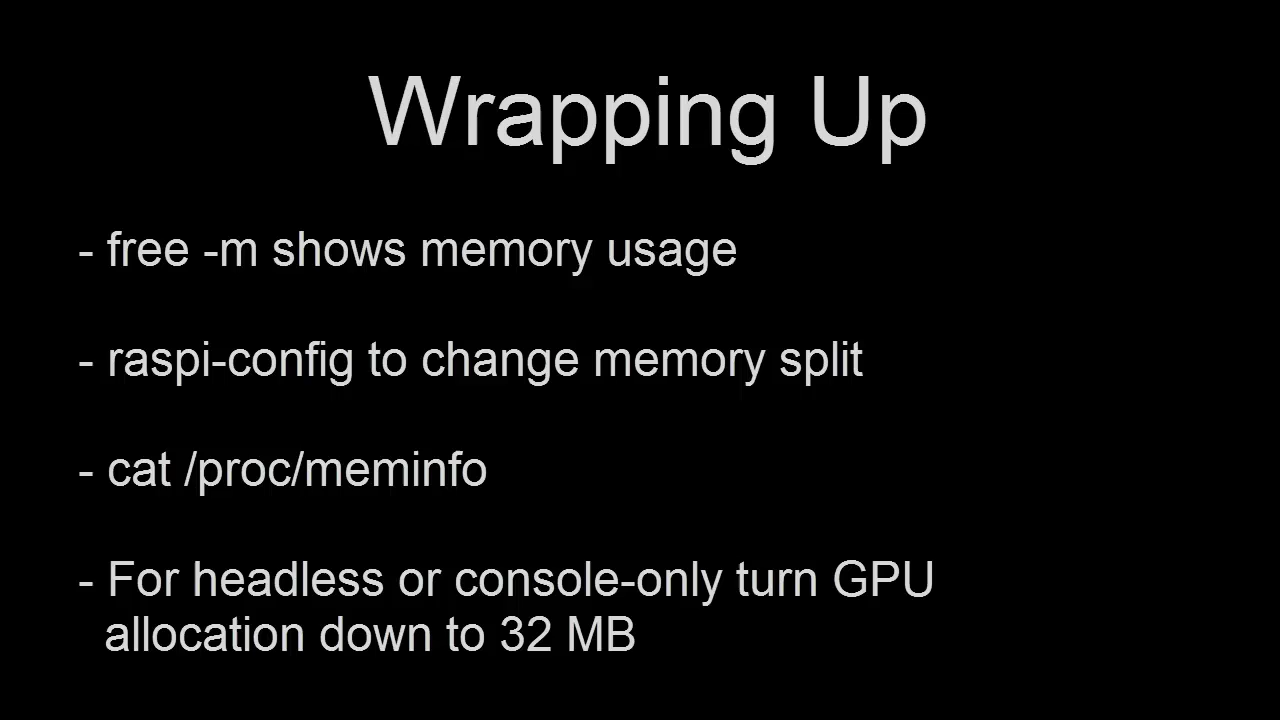 Wrapping Up
- free -m shows memory usage
- raspi-config to change memory split
- cat /proc/meminfo
- For headless or console-only turn GPU
allocation down to 32 MB